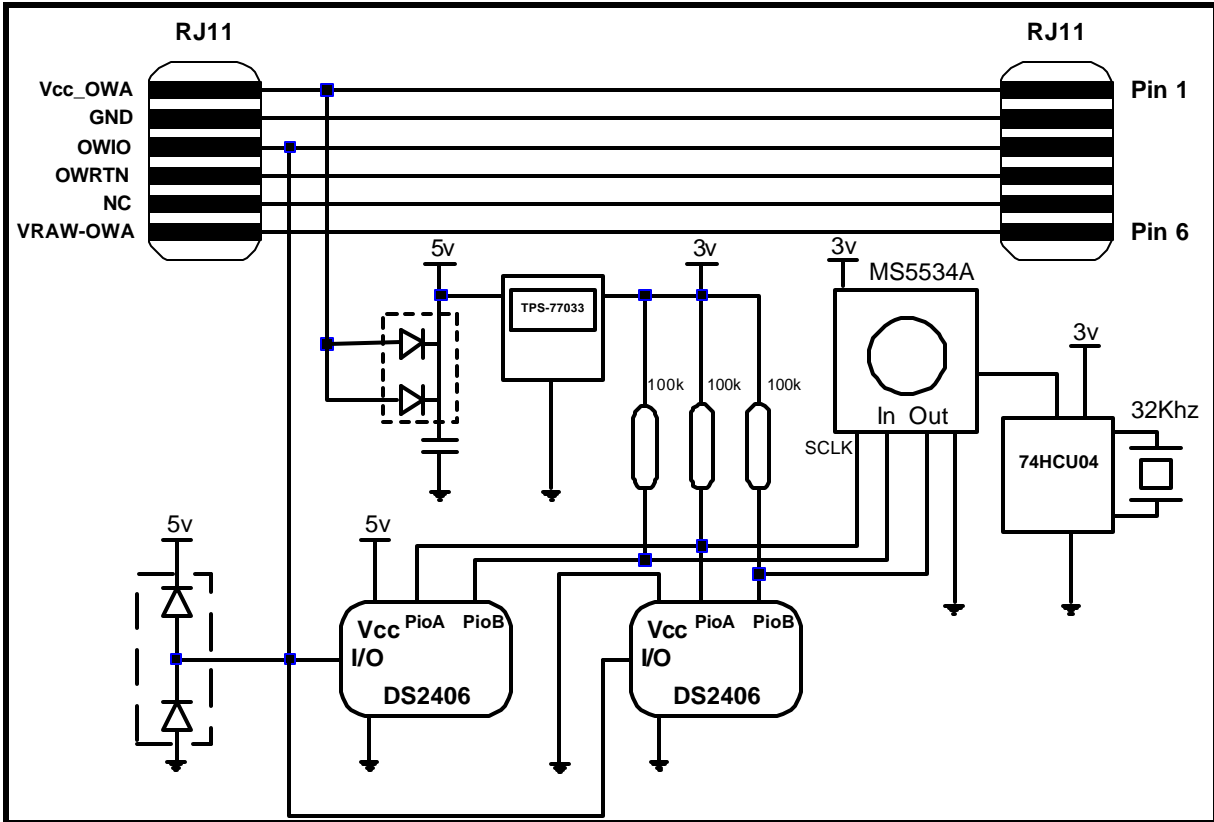 RJ11
RJ11
Vcc_OWA
Pin 1
GND
OWIO
OWRTN
NC
VRAW-OWA
Pin 6
5v
3v
3v
MS5534A
TPS-77033
3v
100k
100k
100k
In Out
32Khz
SCLK
74HCU04
5v
5v
Vcc PioA PioB
I/O
DS2406
Vcc PioA PioB
I/O
DS2406